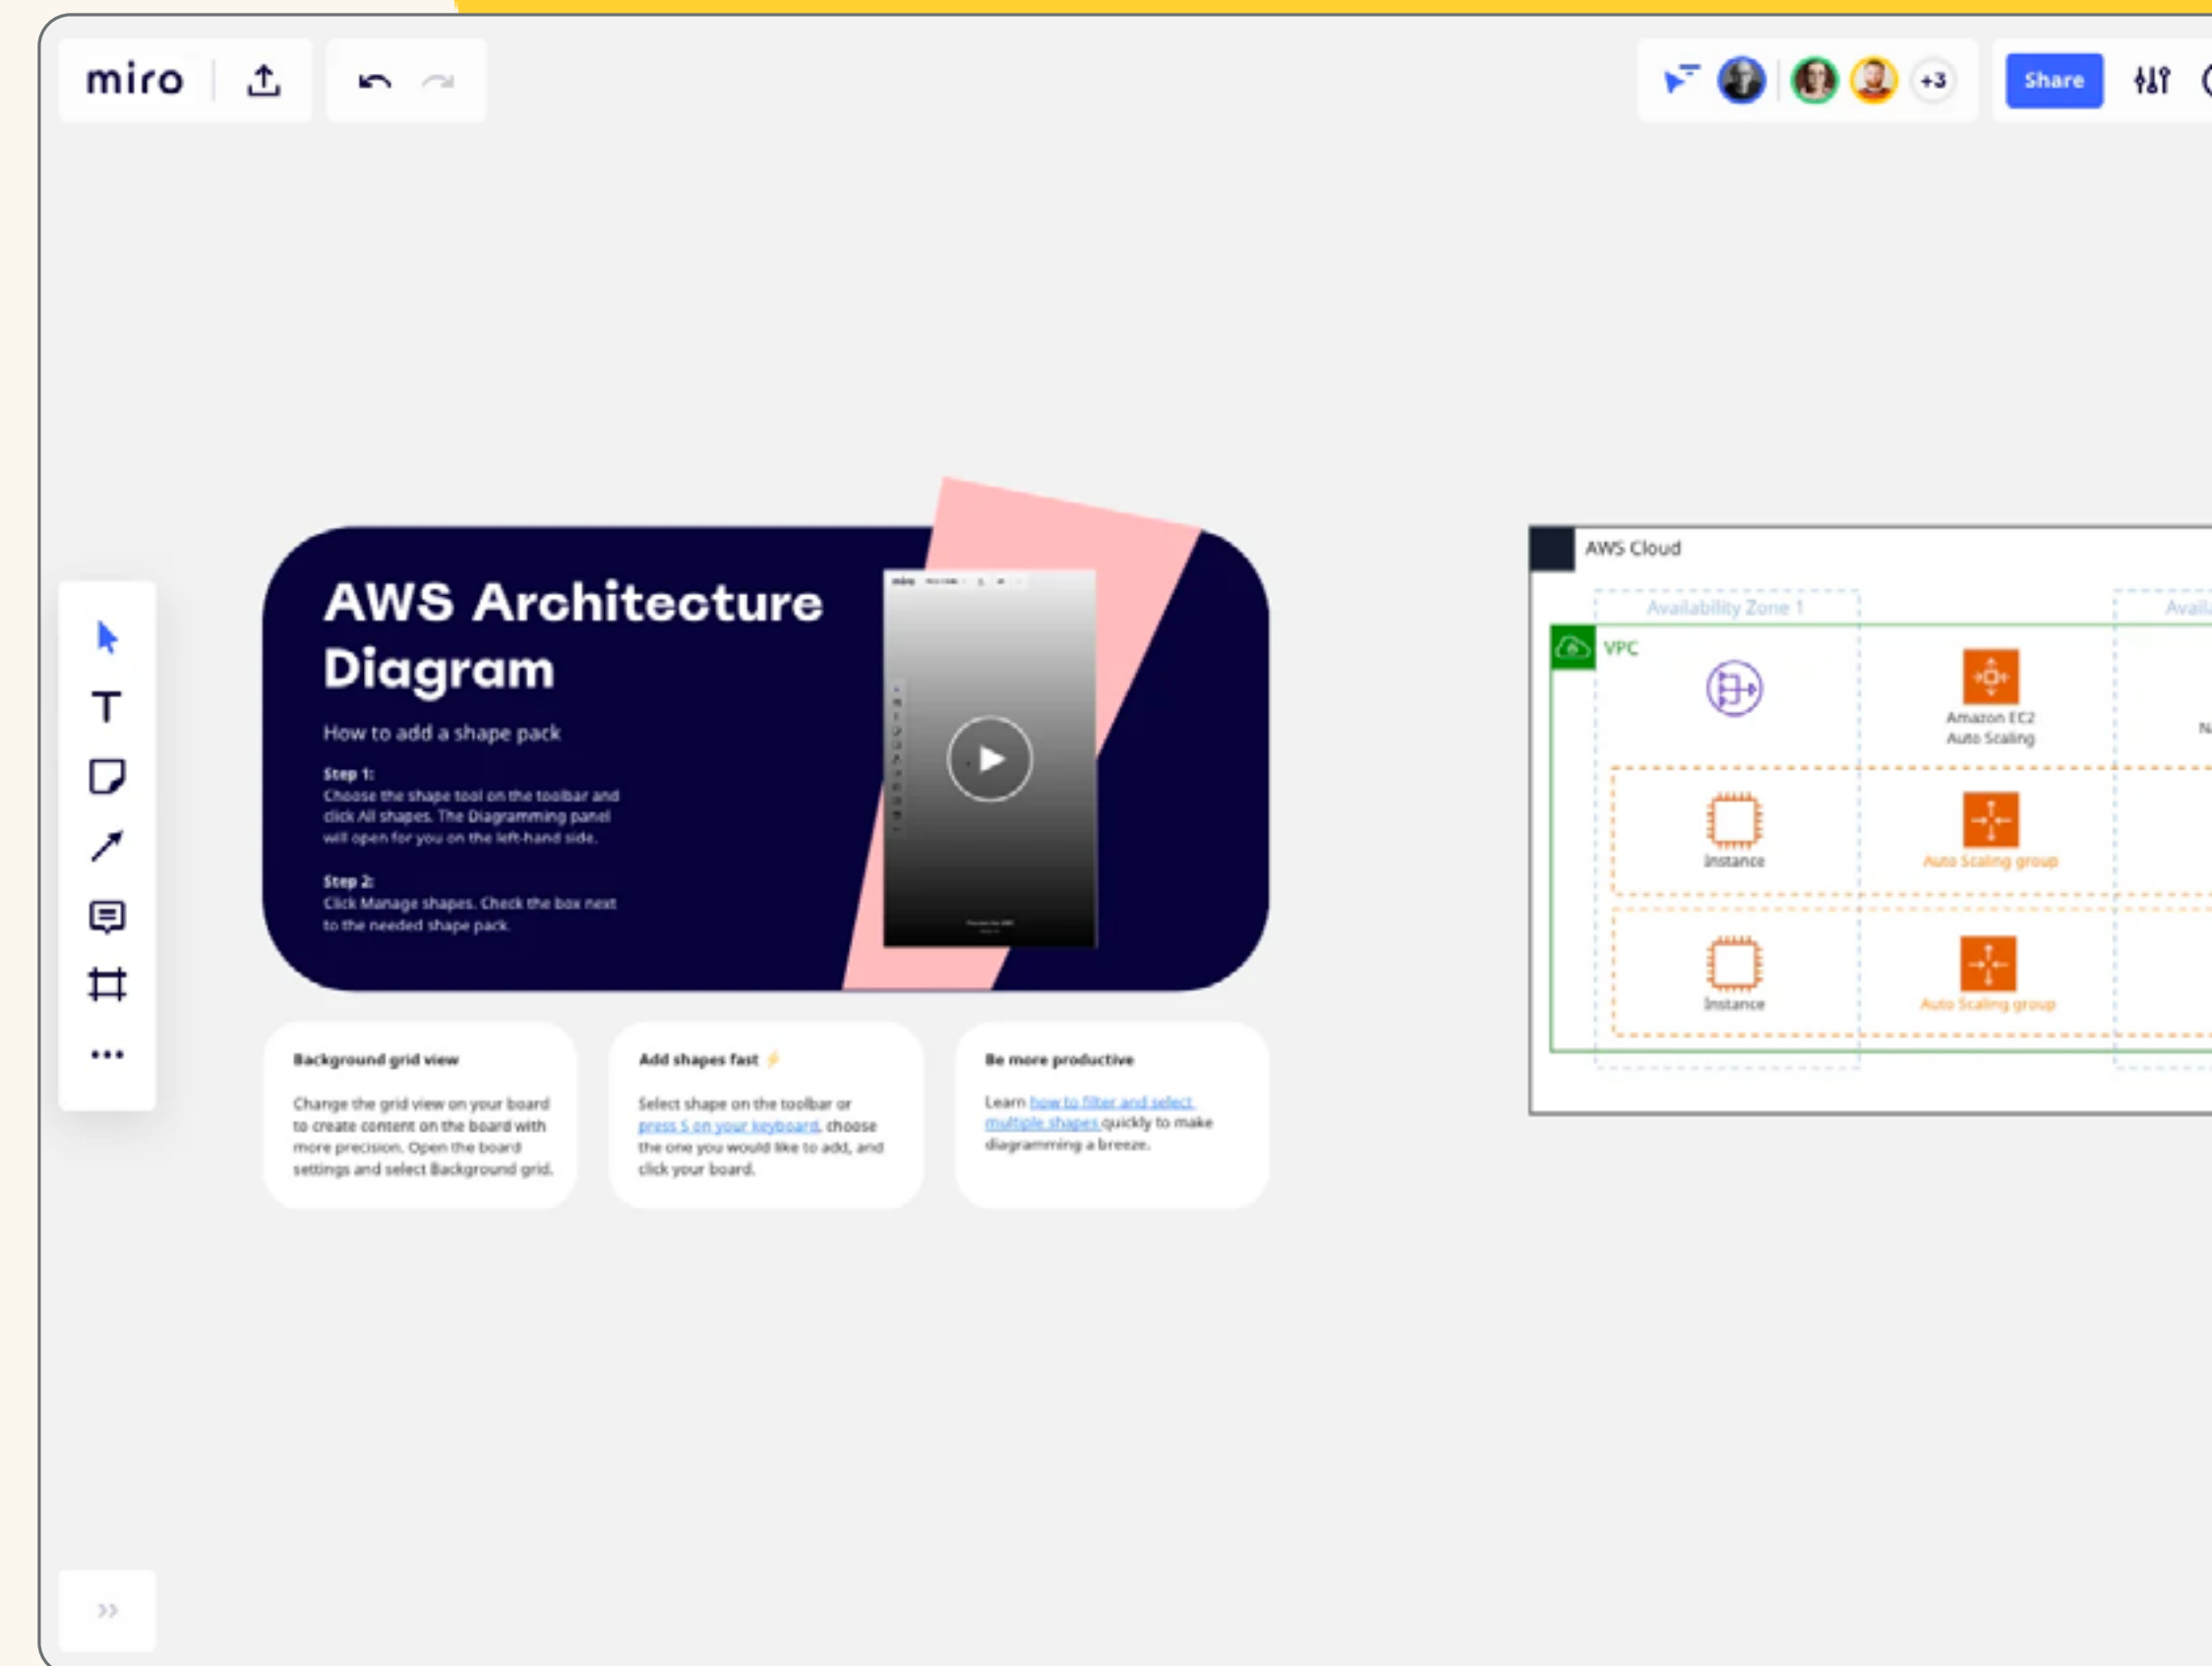 miro
+3
Share
AWS Architecture
Diagram
How to add a shape pack
Step 1:
Choose the shape tool on the toolbar and
click All shapes. The Diagramming panel
will open for you on the left-hand side.
Step 2:
Click Manage shapes. Check the box next
to the needed shape pack.
miro
Background grid view
Change the grid view on your board
to create content on the board with
more precision. Open the board
settings and select Background grid.
Add shapes fast ⚡
Select shape on the toolbar or
press S on your keyboard, choose
the one you would like to add, and
click your board.
Be more productive
Learn how to filter and select
multiple shapes quickly to make
diagramming a breeze.
AWS Cloud
Availability Zone 1
VPC
Amazon EC2
Auto Scaling
Instance
Auto Scaling group
Instance
Auto Scaling group